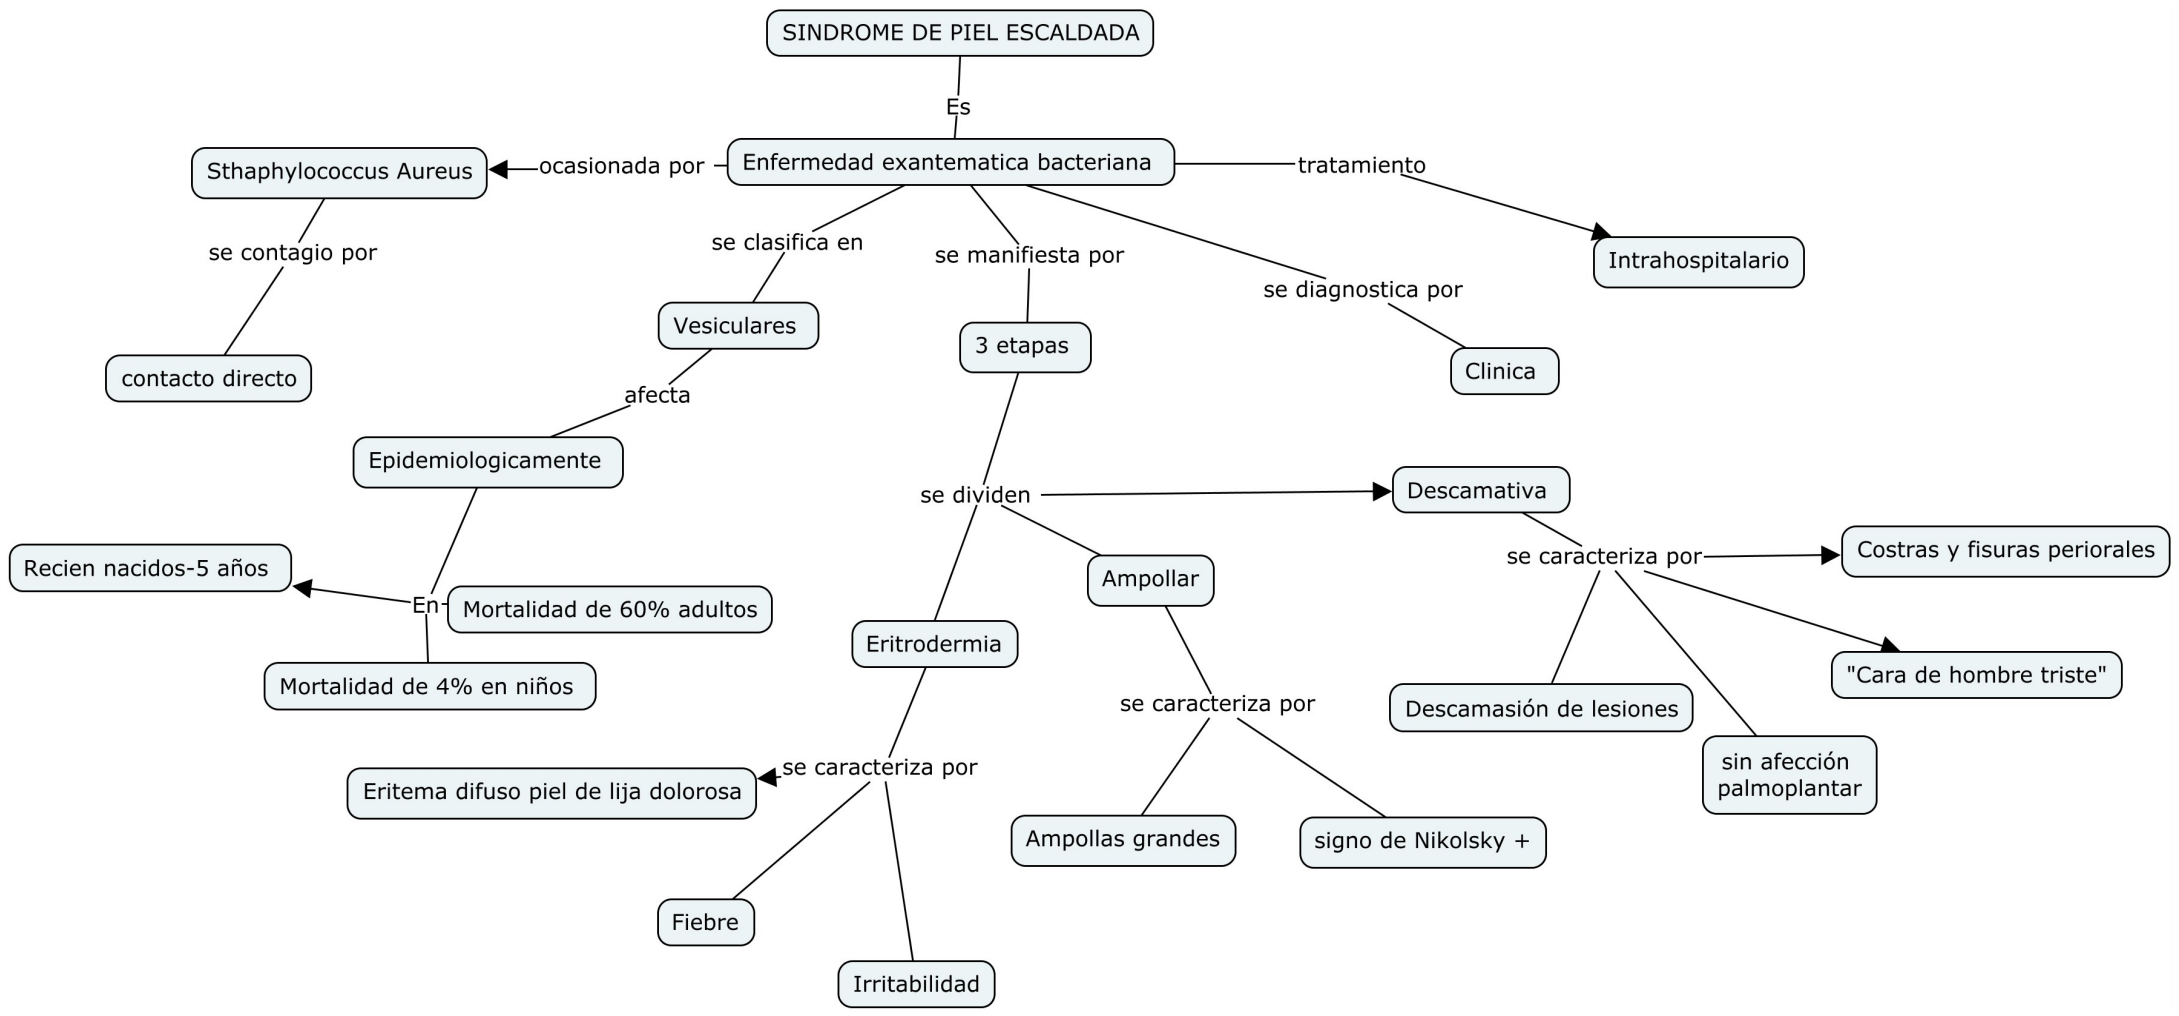 SINDROME DE PIEL ESCALDADA
Es
Enfermedad exantematica bacteriana
ocasionada por
Sthaphylococcus Aureus
se contagio por
contacto directo
se clasifica en
Vesiculares
afecta
Epidemiologicamente
En
Recien nacidos-5 años
Mortalidad de 60% adultos
Mortalidad de 4% en niños
se manifiesta por
3 etapas
se dividen
Eritrodermia
se caracteriza por
Eritema difuso piel de lija dolorosa
Fiebre
Irritabilidad
Ampollar
se caracteriza por
Ampollas grandes
signo de Nikolsky +
Descamativa
se caracteriza por
Costras y fisuras periorales
"Cara de hombre triste"
Descamasión de lesiones
sin afección
palmoplantar
se diagnostica por
Clinica
tratamiento
Intrahospitalario